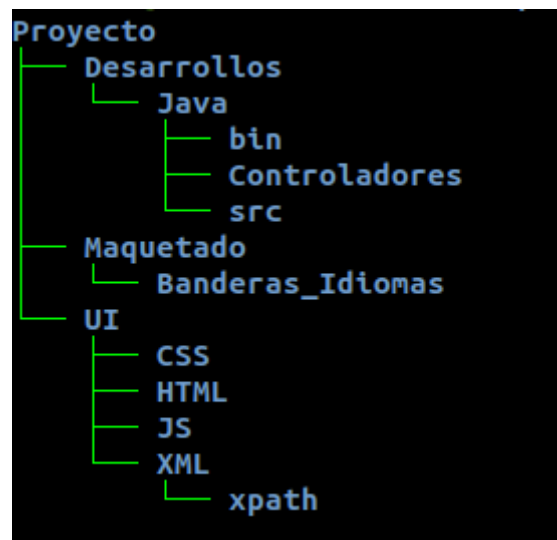 Proyecto
Desarrollos
Java
bin
Controladores
src
Maquetado
Banderas_Idiomas
UI
CSS
HTML
JS
XML
xpath